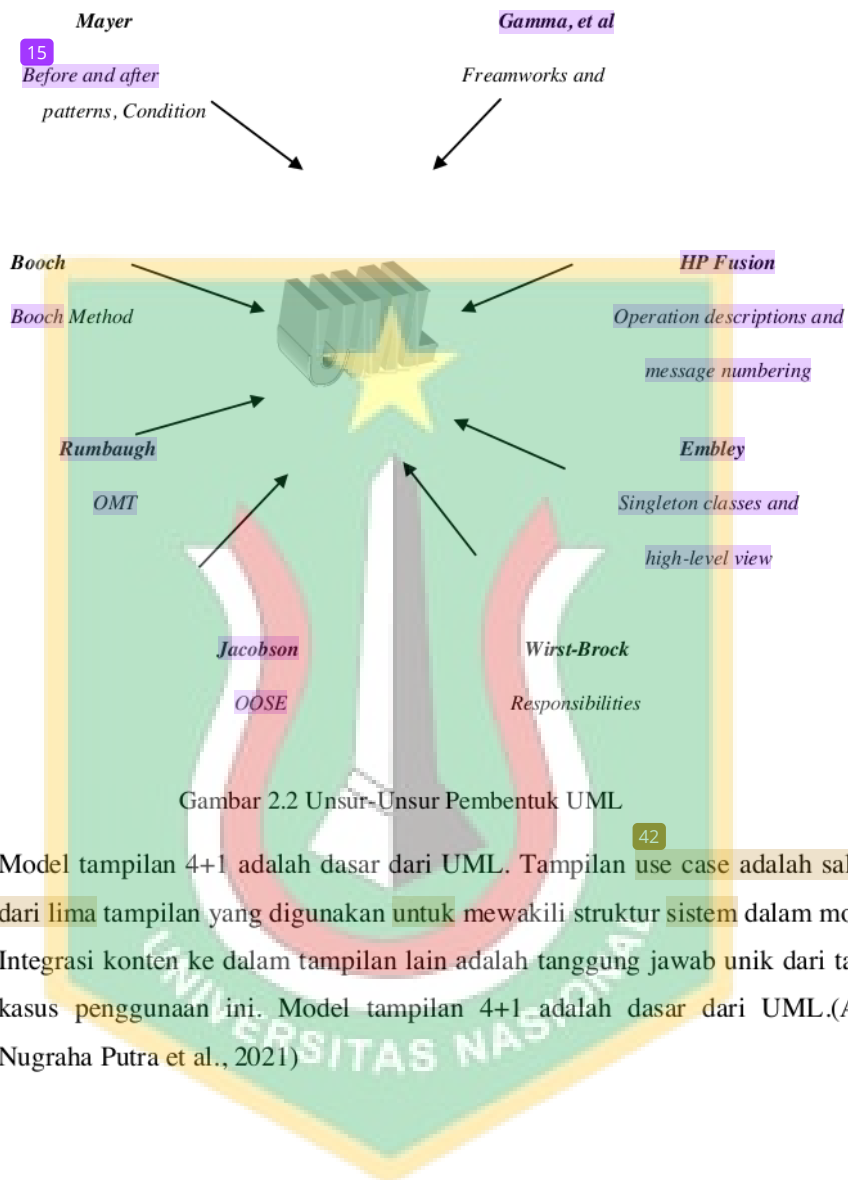 Mayer
Gamma, et al
15
Before and after
Freamworks and
patterns, Condition
Booch
HP Fusion
Booch Method
Operation descriptions and
message numbering
Rumbaugh
Embley
OMT
Singleton classes and
high-level view
Jacobson
Wirst-Brock
OOSE
Responsibilities
Gambar 2.2 Unsur-Unsur Pembentuk UML
42
Model tampilan 4+1 adalah dasar dari UML. Tampilan use case adalah
dari lima tampilan yang digunakan untuk mewakili struktur sistem dalam
Integrasi konten ke dalam tampilan lain adalah tanggung jawab unik dari
kasus penggunaan ini. Model tampilan 4+1 adalah dasar dari UML.(A
Nugraha Putra et al., 2021)
UNIVERSITAS NASIONAL